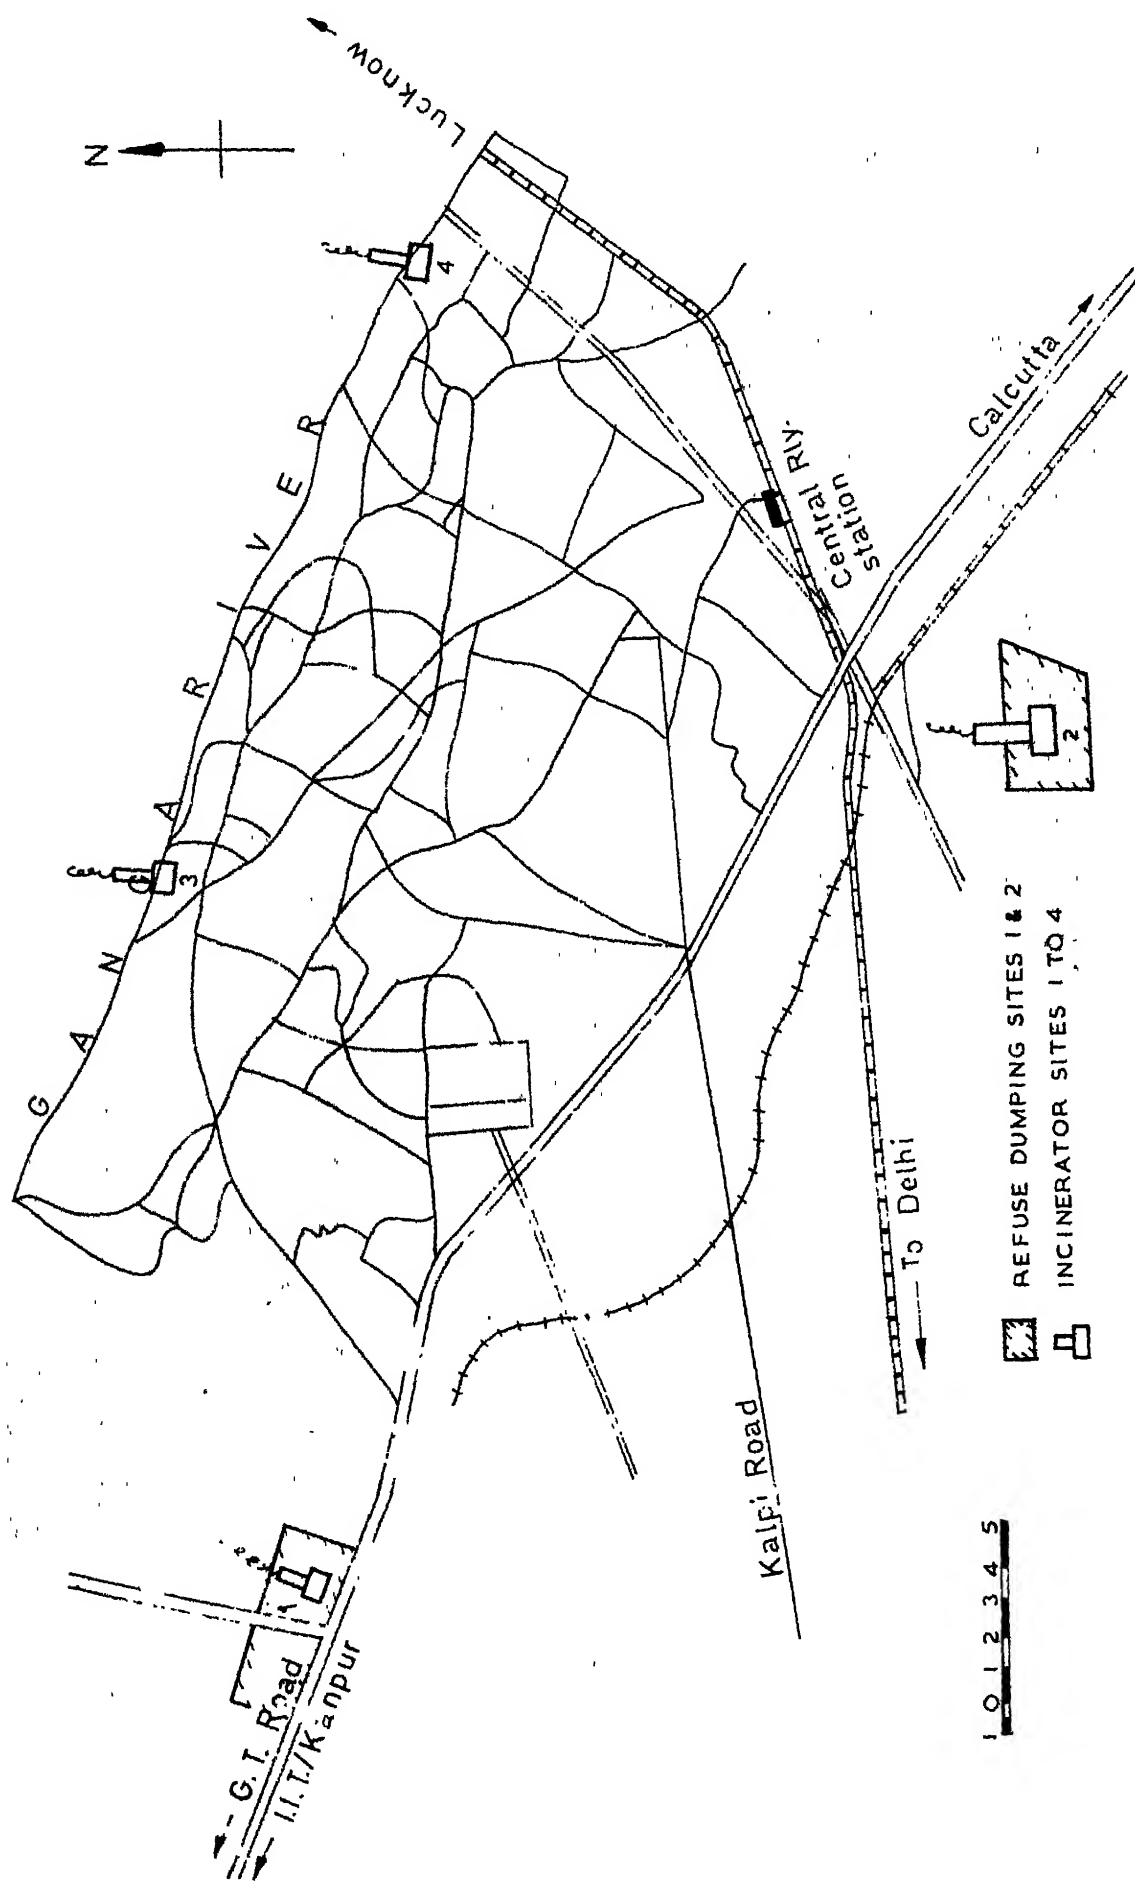 N
Lucknow
GANGA RIVER
4
3
Central Rly.
Station
Calcutta
2
1
G. T. Road
I.I.T./Kanpur
Kalpi Road
To Delhi
REFUSE DUMPING SITES 1 & 2
INCINERATOR SITES 1 TO 4
1 0 1 2 3 4 5